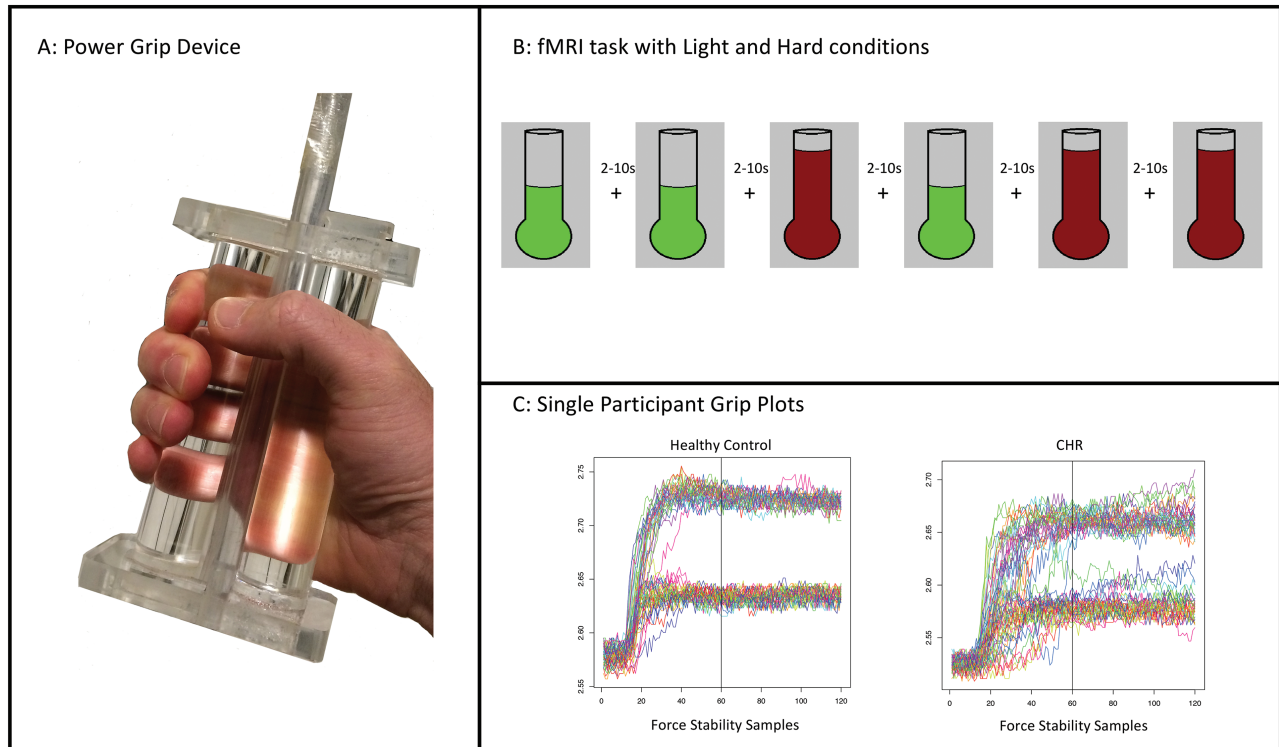 A: Power Grip Device
B: fMRI task with Light and Hard conditions
2-10s 2-10s 2-10s 2-10s 2-10s
+ + + + +
C: Single Participant Grip Plots
Healthy Control
2.75
2.70
2.65
2.60
2.55
0 20 40 60 80 100 120
Force Stability Samples
CHR
2.70
2.65
2.60
2.55
0 20 40 60 80 100 120
Force Stability Samples